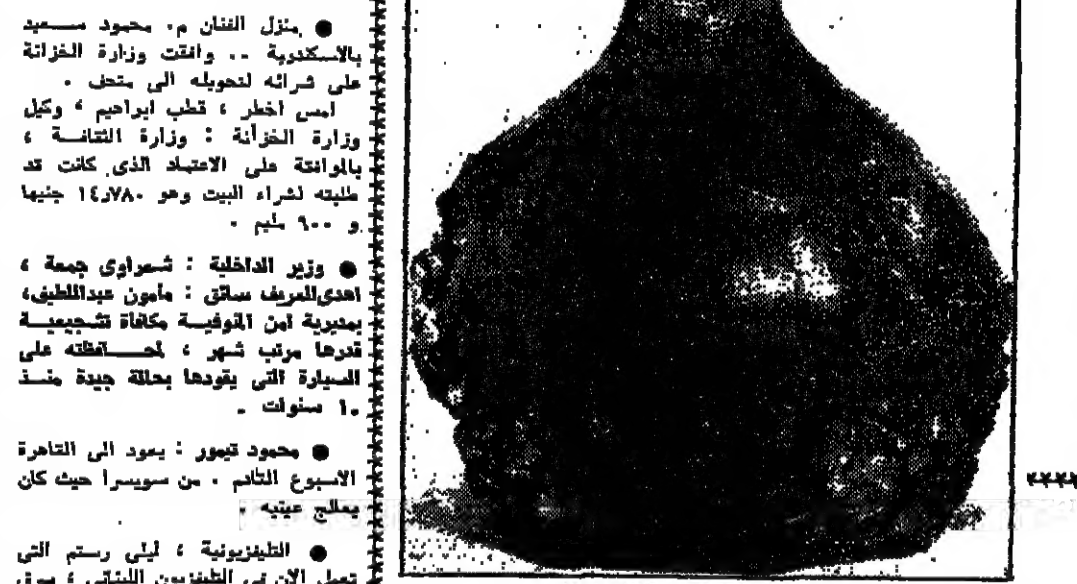 ● منزل الفنان م. محمود سعيد
بالاسكندرية .. وافقت وزارة الخزانة
على شرائه لتحويله الى متحف .
امس اخطر ، قطب ابراهيم ، وكيل
وزارة الخزانة : وزارة الثقافة ،
بالموافقة على الاعتماد الذى كانت قد
طلبته لشراء البيت وهو ١٤٫٧٨٠ جنيها
و ٦٠٠ مليم .
● وزير الداخلية : شعراوى جمعة ،
اهدى للعريف سائق : مأمون عبداللطيف،
بمديرية امن المنوفية مكافأة تشجيعية
قدرها مرتب شهر ، لمحافظته على
السيارة التى يقودها بحالة جيدة منذ
١٠ سنوات .
● محمود تيمور : يعود الى القاهرة
الاسبوع القادم . من سويسرا حيث كان
يعالج عينيه .
● التليفزيونية ، ليلى رستم التى
تعمل الان فى التليفزيون اللبنانى ،